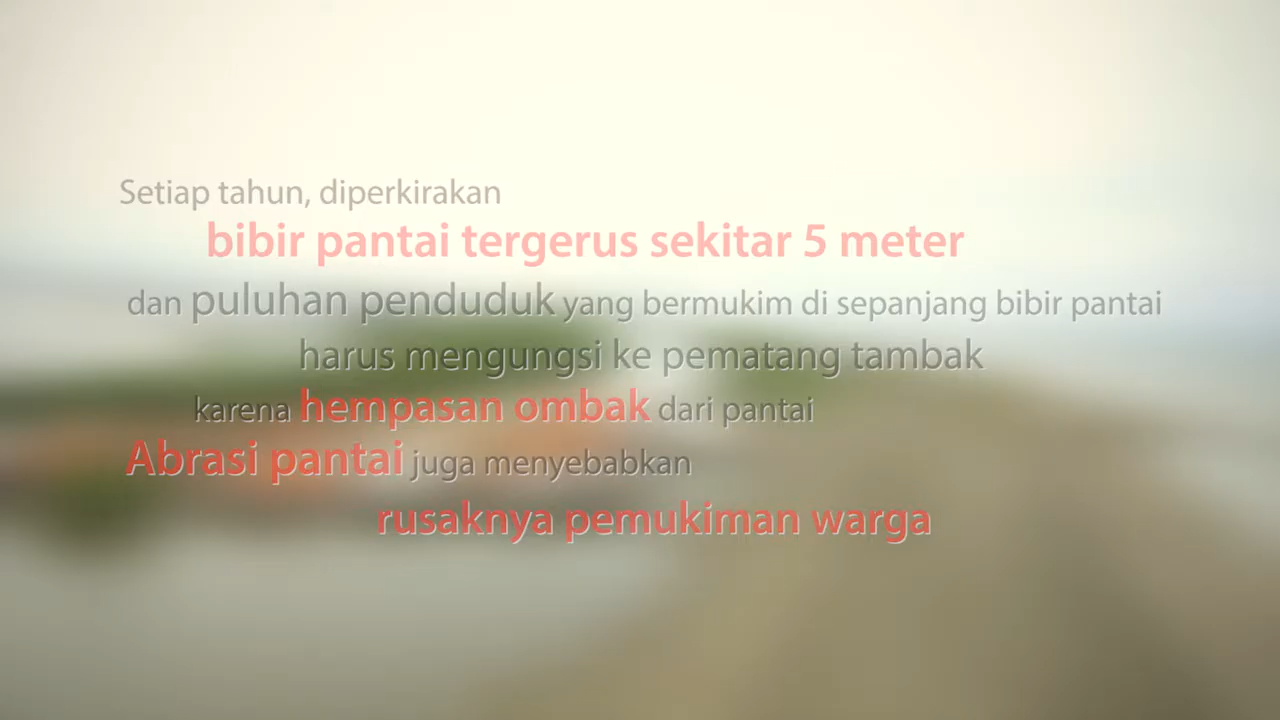 Setiap tahun, diperkirakan
bibir pantai tergerus sekitar 5 meter
dan puluhan penduduk yang bermukim di sepanjang bibir pantai
harus mengungsi ke pematang tambak
karena hempasan ombak dari pantai
Abrasi pantai juga menyebabkan
rusaknya pemukiman warga